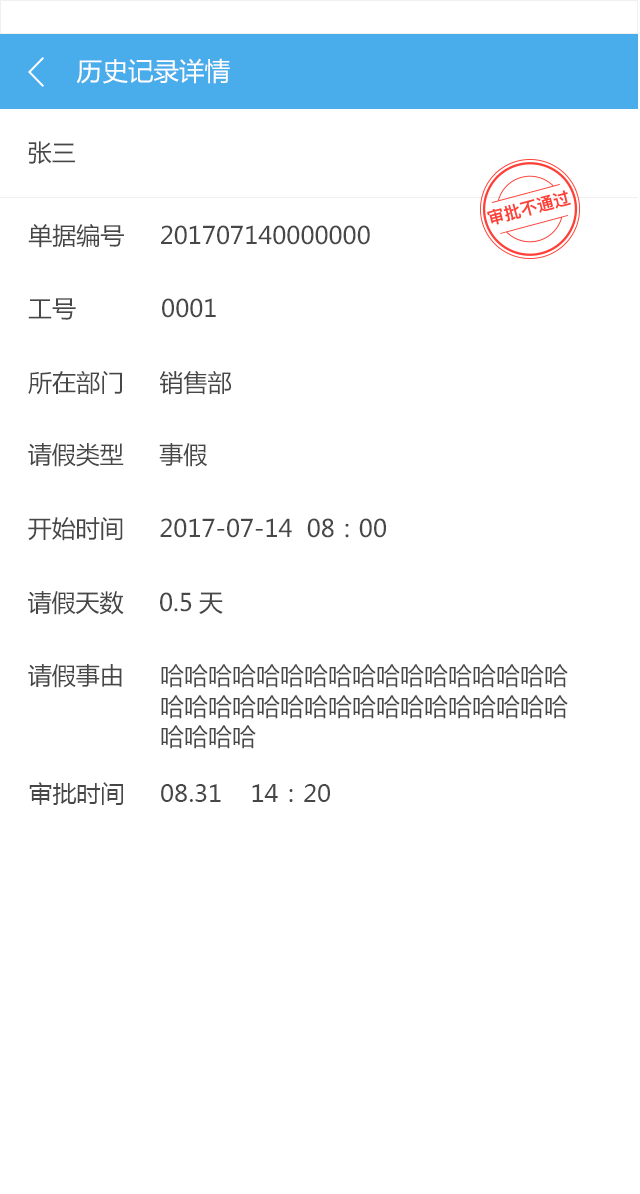 历史记录详情
张三
审批不通过
单据编号 201707140000000
工号 0001
所在部门 销售部
请假类型 事假
开始时间 2017-07-14 08：00
请假天数 0.5 天
请假事由 哈哈哈哈哈哈哈哈哈哈哈哈哈哈哈哈哈
哈哈哈哈哈哈哈哈哈哈哈哈哈哈哈哈哈
哈哈哈哈
审批时间 08.31 14：20